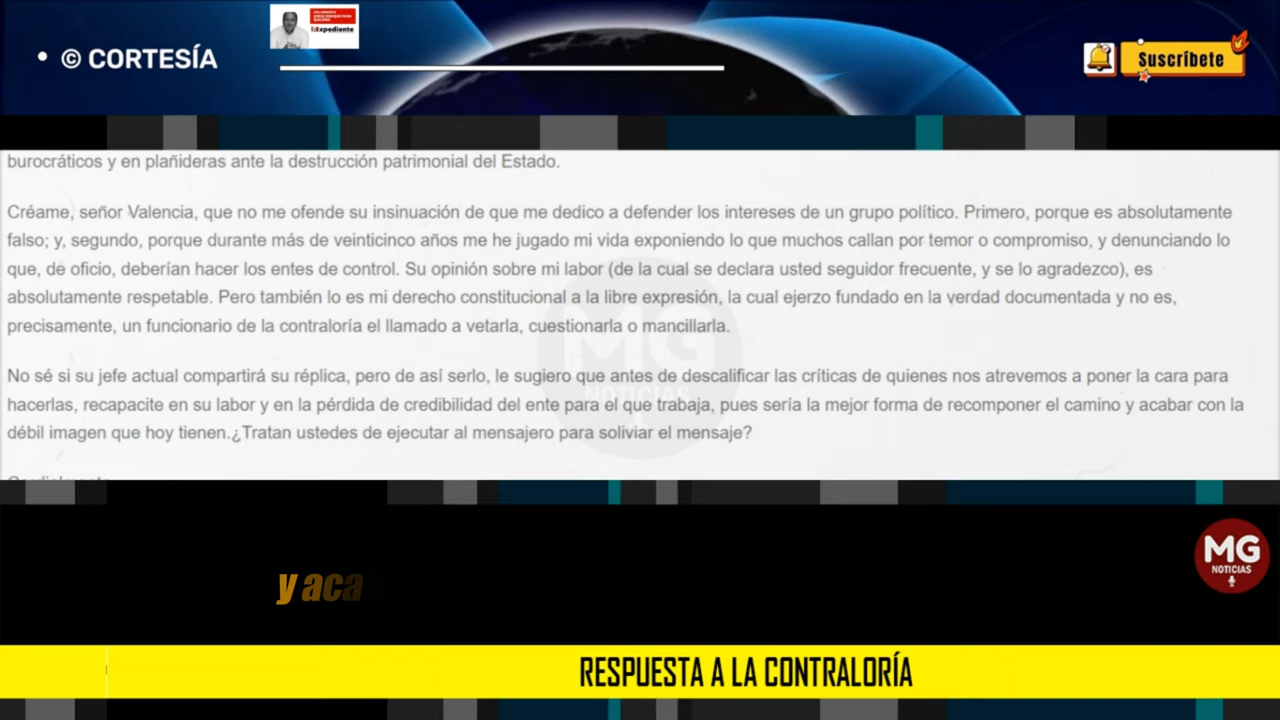 • © CORTESÍA
Expediente
Suscríbete
burocráticos y en plañideras ante la destrucción patrimonial del Estado.
Créame, señor Valencia, que no me ofende su insinuación de que me dedico a defender los intereses de un grupo político. Primero, porque es absolutamente
falso; y, segundo, porque durante más de veinticinco años me he jugado mi vida exponiendo lo que muchos callan por temor o compromiso, y denunciando lo
que, de oficio, deberían hacer los entes de control. Su opinión sobre mi labor (de la cual se declara usted seguidor frecuente, y se lo agradezco), es
absolutamente respetable. Pero también lo es mi derecho constitucional a la libre expresión, la cual ejerzo fundado en la verdad documentada y no es,
precisamente, un funcionario de la contraloría el llamado a vetarla, cuestionarla o mancillarla.
No sé si su jefe actual compartirá su réplica, pero de así serlo, le sugiero que antes de descalificar las críticas de quienes nos atrevemos a poner la cara para
hacerlas, recapacite en su labor y en la pérdida de credibilidad del ente para el que trabaja, pues sería la mejor forma de recomponer el camino y acabar con la
débil imagen que hoy tienen.¿Tratan ustedes de ejecutar al mensajero para soliviar el mensaje?
MG
NOTICIAS
y aca
MG
NOTICIAS
RESPUESTA A LA CONTRALORÍA